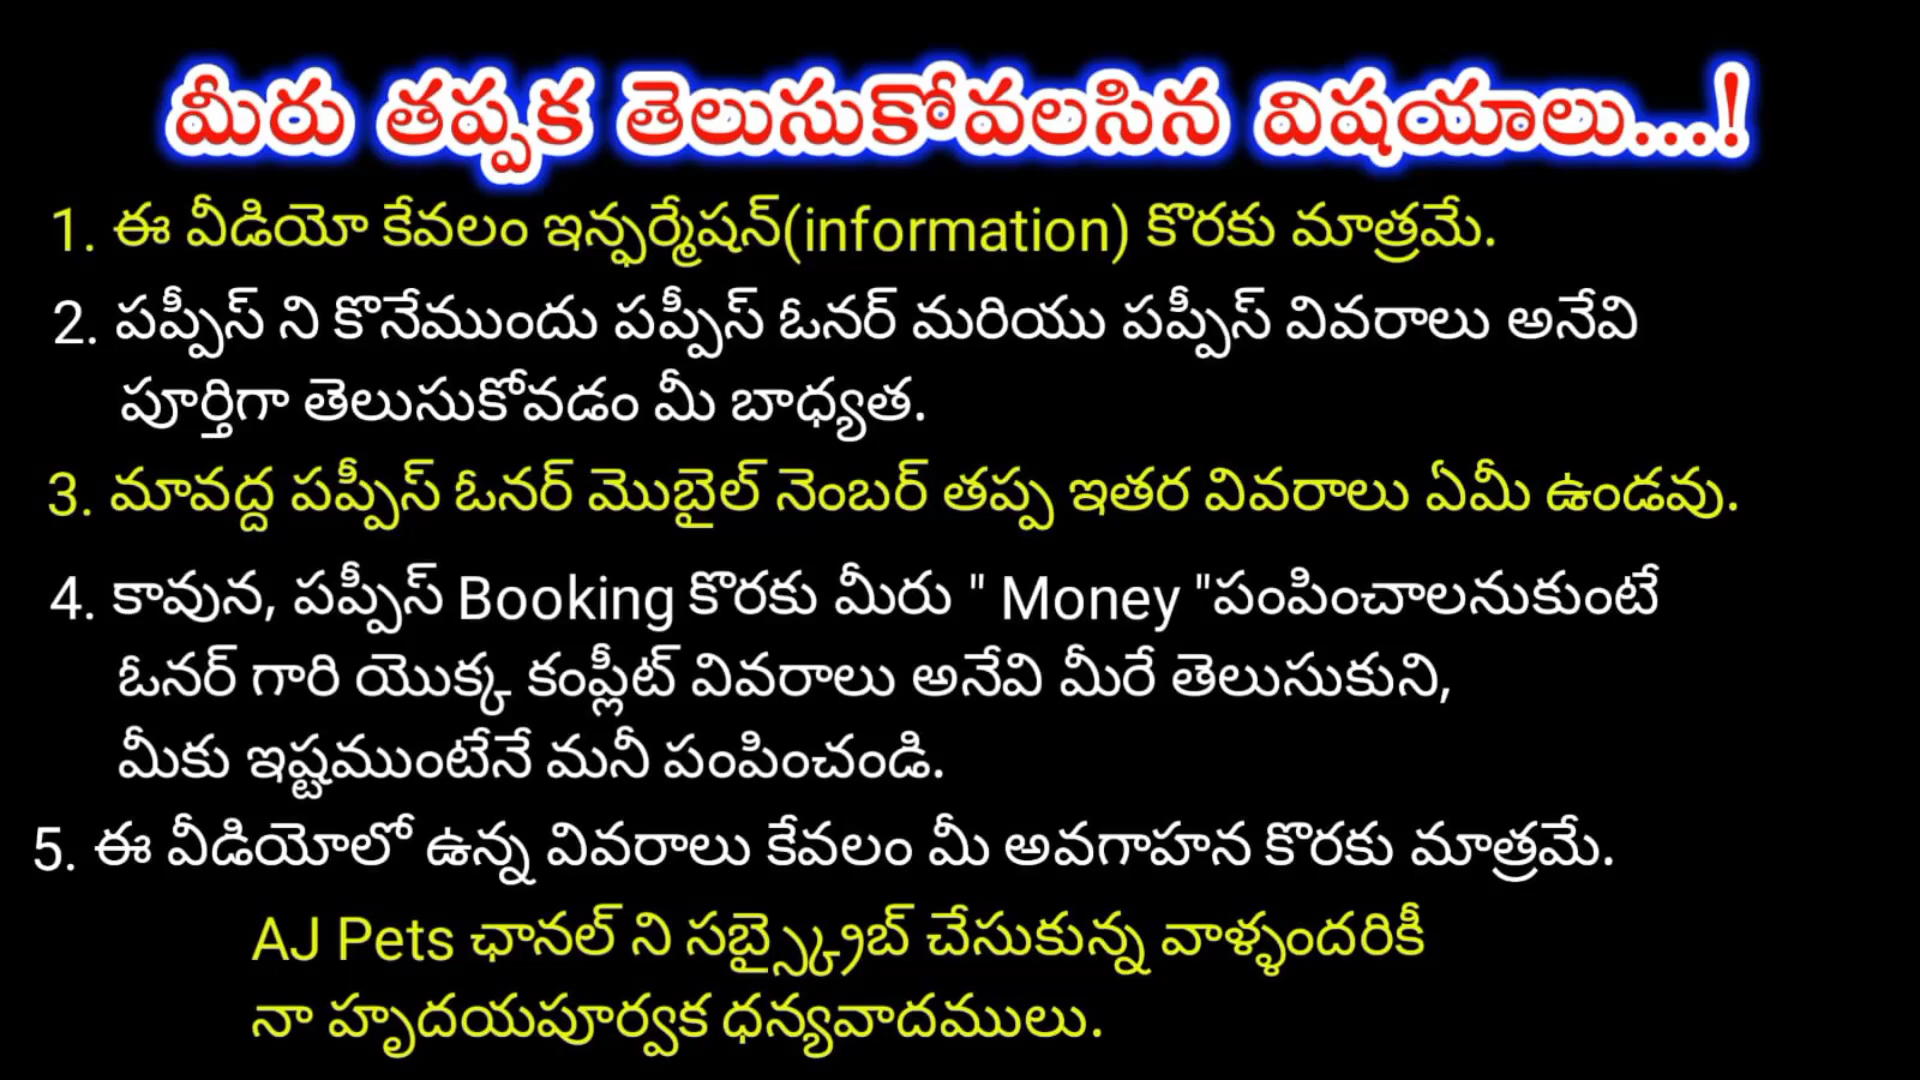 మీరు తప్పక తెలుసుకోవలసిన విషయాలు....!
1. ఈ వీడియో కేవలం ఇన్ఫర్మేషన్(information) కొరకు మాత్రమే.
2. పప్పీస్ ని కొనేముందు పప్పీస్ ఓనర్ మరియు పప్పీస్ వివరాలు అనేవి
పూర్తిగా తెలుసుకోవడం మీ బాధ్యత.
3. మావద్ద పప్పీస్ ఓనర్ మొబైల్ నెంబర్ తప్ప ఇతర వివరాలు ఏమీ ఉండవు.
4. కావున, పప్పీస్ Booking కొరకు మీరు " Money "పంపించాలనుకుంటే
ఓనర్ గారి యొక్క కంప్లీట్ వివరాలు అనేవి మీరే తెలుసుకుని,
మీకు ఇష్టముంటేనే మనీ పంపించండి.
5. ఈ వీడియోలో ఉన్న వివరాలు కేవలం మీ అవగాహన కొరకు మాత్రమే.
AJ Pets ఛానల్ ని సబ్స్క్రైబ్ చేసుకున్న వాళ్ళందరికీ
నా హృదయపూర్వక ధన్యవాదములు.